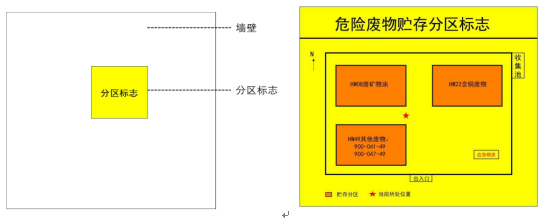 墙壁
分区标志
分区标志
危险废物贮存分区标志
N
收集池
HW08废矿物油
HW22含铜废物
HW49其他废物:
900-041-49
900-047-49
应急物资
出入口
贮存分区
当前所处位置